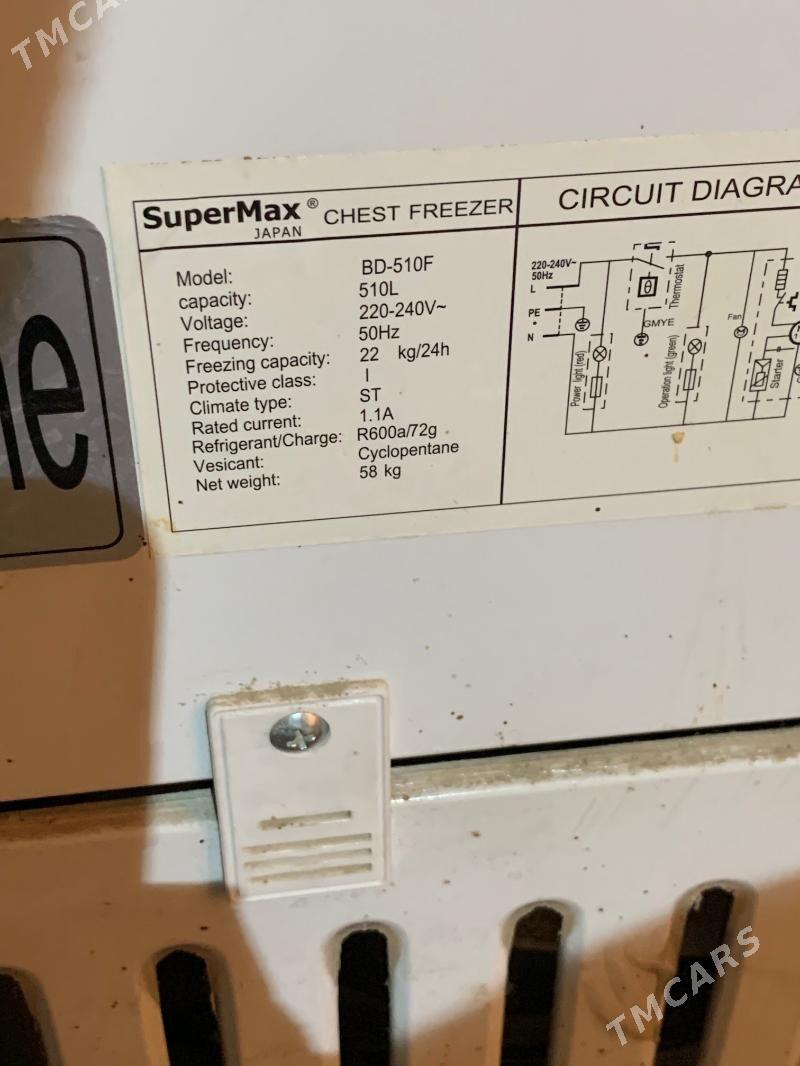 TMCARS
SuperMax® CHEST FREEZER
JAPAN
Model: BD-510F
capacity: 510L
Voltage: 220-240V~
Frequency: 50Hz
Freezing capacity: 22 kg/24h
Protective class: I
Climate type: ST
Rated current: 1.1A
Refrigerant/Charge: R600a/72g
Vesicant: Cyclopentane
Net weight: 58 kg
CIRCUIT DIAGRA
220-240V~
50Hz
L
PE
N
Thermostat
GMYE
Fan
Power light (red)
Operation light (green)
Starter
TMCARS